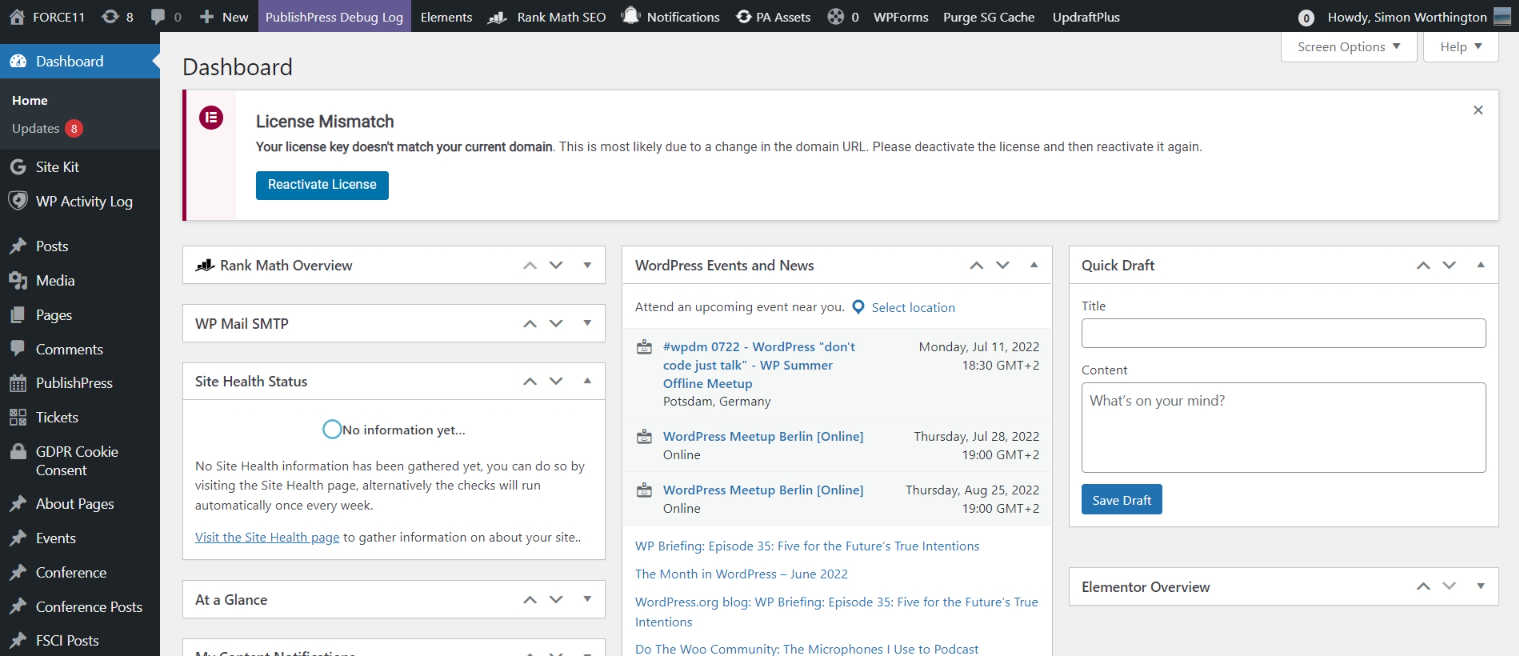 FORCE11 8 0 New PublishPress Debug Log Elements Rank Math SEO Notifications PA Assets 0 WPForms Purge SG Cache UpdraftPlus 0 Howdy, Simon Worthington
Screen Options Help
Dashboard
Home
Updates 8
Site Kit
WP Activity Log
Posts
Media
Pages
Comments
PublishPress
Tickets
GDPR Cookie
Consent
About Pages
Events
Conference
Conference Posts
FSCI Posts
Dashboard
License Mismatch
Your license key doesn't match your current domain. This is most likely due to a change in the domain URL. Please deactivate the license and then reactivate it again.
Reactivate License
Rank Math Overview
WP Mail SMTP
Site Health Status
No information yet...
No Site Health information has been gathered yet, you can do so by
visiting the Site Health page, alternatively the checks will run
automatically once every week.
Visit the Site Health page to gather information on about your site..
At a Glance
My Content Notifications
WordPress Events and News
Attend an upcoming event near you. Select location
#wpdm 0722 - WordPress "don't Monday, Jul 11, 2022
code just talk" - WP Summer 18:30 GMT+2
Offline Meetup
Potsdam, Germany
WordPress Meetup Berlin [Online] Thursday, Jul 28, 2022
Online 19:00 GMT+2
WordPress Meetup Berlin [Online] Thursday, Aug 25, 2022
Online 19:00 GMT+2
WP Briefing: Episode 35: Five for the Future's True Intentions
The Month in WordPress – June 2022
WordPress.org blog: WP Briefing: Episode 35: Five for the Future's True
Intentions
Do The Woo Community: The Microphones I Use to Podcast
Quick Draft
Title
Content
What's on your mind?
Save Draft
Elementor Overview